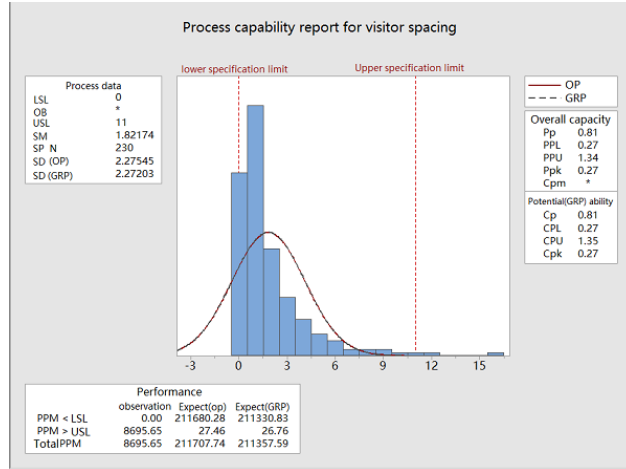 Process capability report for visitor spacing
lower specification limit
Upper specification limit
Process data
LSL 0
OB *
USL 11
SM 1.82174
SP N 230
SD (OP) 2.27545
SD (GRP) 2.27203
OP
GRP
Overall capacity
Pp 0.81
PPL 0.27
PPU 1.34
Ppk 0.27
Cpm *
Potential(GRP) ability
Cp 0.81
CPL 0.27
CPU 1.35
Cpk 0.27
-3 0 3 6 9 12 15
Performance
observation Expect(op) Expect(GRP)
PPM < LSL 0.00 211680.28 211330.83
PPM > USL 8695.65 27.46 26.76
TotalPPM 8695.65 211707.74 211357.59